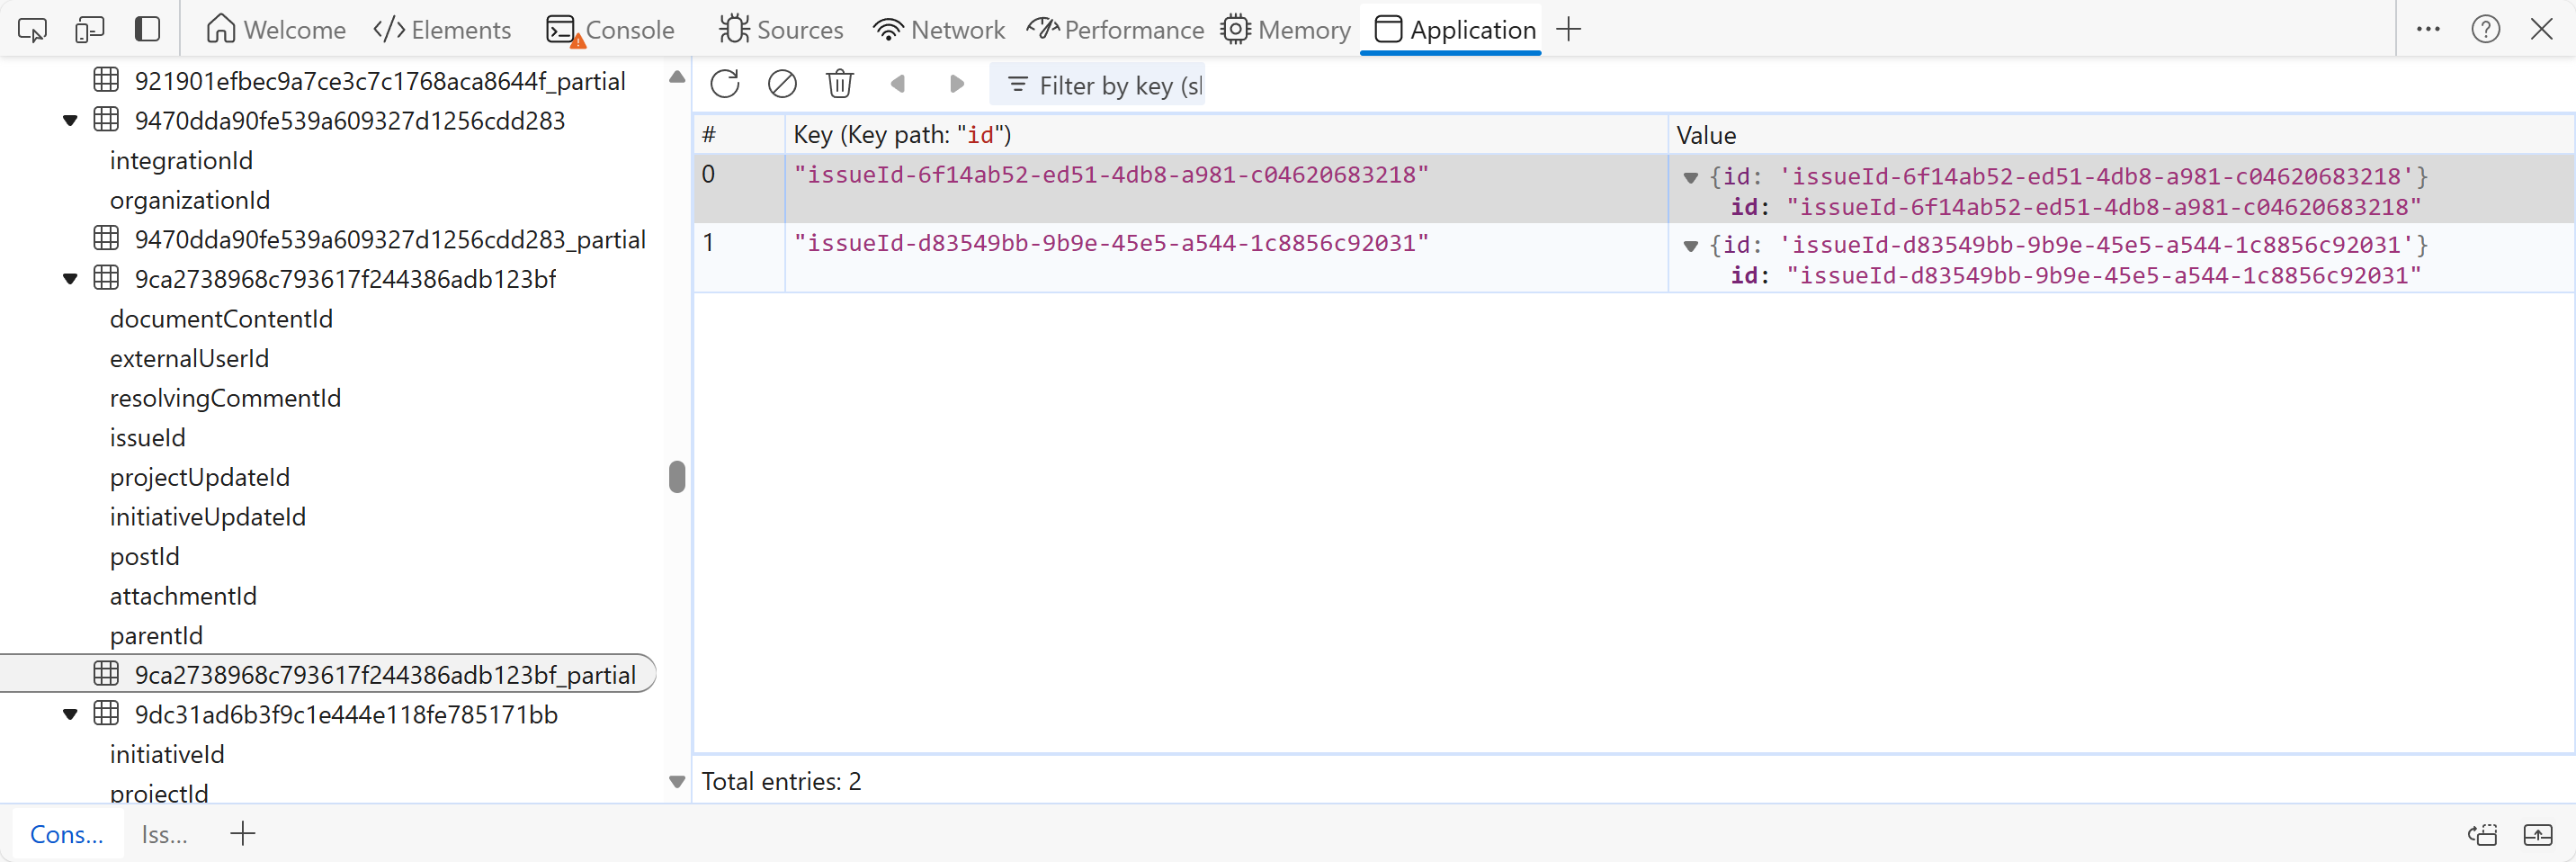 Welcome Elements Console Sources Network Performance Memory Application
921901efbec9a7ce3c7c1768aca8644f_partial
9470dda90fe539a609327d1256cdd283
integrationId
organizationId
9470dda90fe539a609327d1256cdd283_partial
9ca2738968c793617f244386adb123bf
documentContentId
externalUserId
resolvingCommentId
issueId
projectUpdateId
initiativeUpdateId
postId
attachmentId
parentId
9ca2738968c793617f244386adb123bf_partial
9dc31ad6b3f9c1e444e118fe785171bb
initiativeId
projectId
Filter by key (sl
# Key (Key path: "id") Value
0 "issueId-6f14ab52-ed51-4db8-a981-c04620683218" {id: 'issueId-6f14ab52-ed51-4db8-a981-c04620683218'}
id: "issueId-6f14ab52-ed51-4db8-a981-c04620683218"
1 "issueId-d83549bb-9b9e-45e5-a544-1c8856c92031" {id: 'issueId-d83549bb-9b9e-45e5-a544-1c8856c92031'}
id: "issueId-d83549bb-9b9e-45e5-a544-1c8856c92031"
Total entries: 2
Cons... Iss...